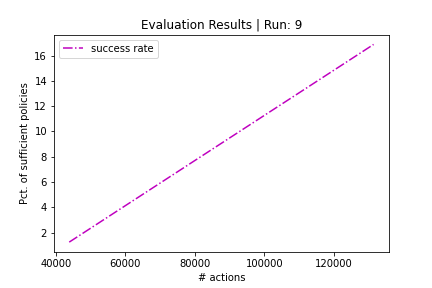 Evaluation Results | Run: 9
success rate
Pct. of sufficient policies
16
14
12
10
8
6
4
2
40000 60000 80000 100000 120000
# actions